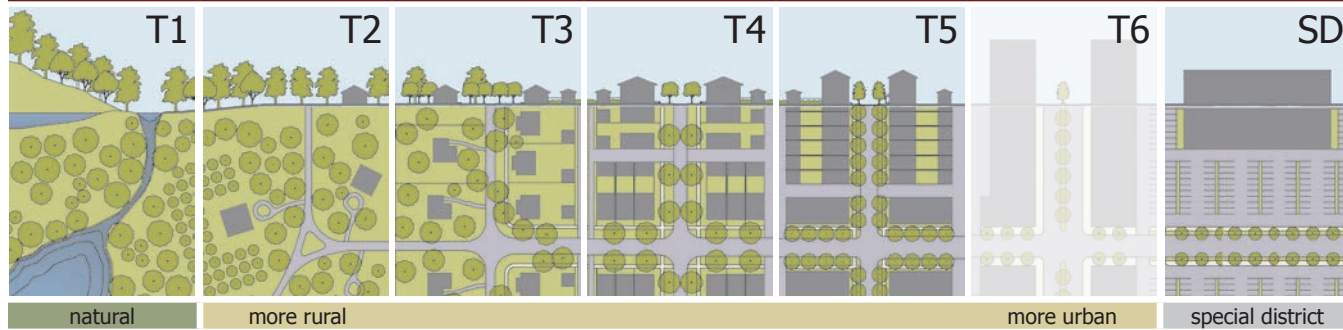 T1 T2 T3 T4 T5 T6 SD
natural more rural more urban special district